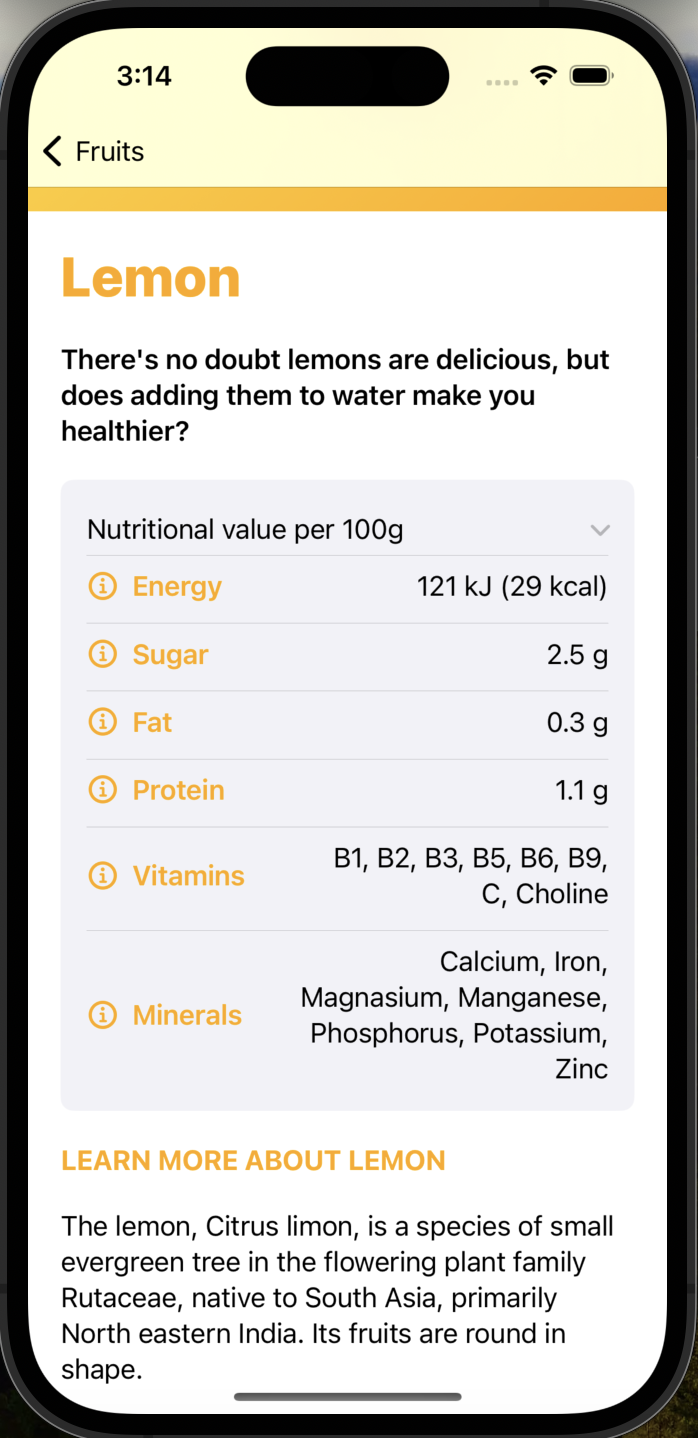 3:14
Fruits
Lemon
There's no doubt lemons are delicious, but
does adding them to water make you
healthier?
Nutritional value per 100g
Energy 121 kJ (29 kcal)
Sugar 2.5 g
Fat 0.3 g
Protein 1.1 g
Vitamins B1, B2, B3, B5, B6, B9,
C, Choline
Minerals Calcium, Iron,
Magnasium, Manganese,
Phosphorus, Potassium,
Zinc
LEARN MORE ABOUT LEMON
The lemon, Citrus limon, is a species of small
evergreen tree in the flowering plant family
Rutaceae, native to South Asia, primarily
North eastern India. Its fruits are round in
shape.